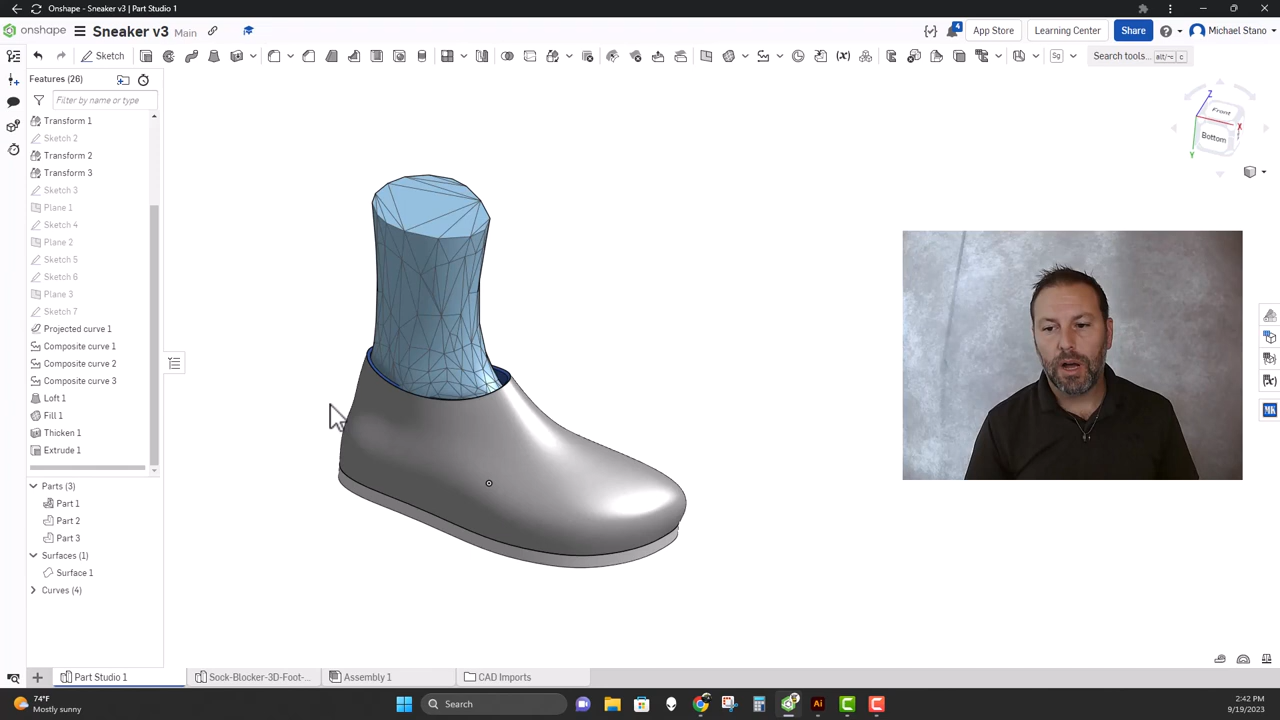 Onshape - Sneaker v3 | Part Studio 1
onshape
Sneaker v3
Main
4
App Store
Learning Center
Share
Michael Stano
Sketch
Search tools...
alt/⌥
c
Features (26)
Filter by name or type
Transform 1
Sketch 2
Transform 2
Transform 3
Sketch 3
Plane 1
Sketch 4
Plane 2
Sketch 5
Sketch 6
Plane 3
Sketch 7
Projected curve 1
Composite curve 1
Composite curve 2
Composite curve 3
Loft 1
Fill 1
Thicken 1
Extrude 1
Parts (3)
Part 1
Part 2
Part 3
Surfaces (1)
Surface 1
Curves (4)
Z
Front
X
Bottom
Y
MK
Part Studio 1
Sock-Blocker-3D-Foot-...
Assembly 1
CAD Imports
74°F
Mostly sunny
Search
Ai
2:42 PM
9/19/2023